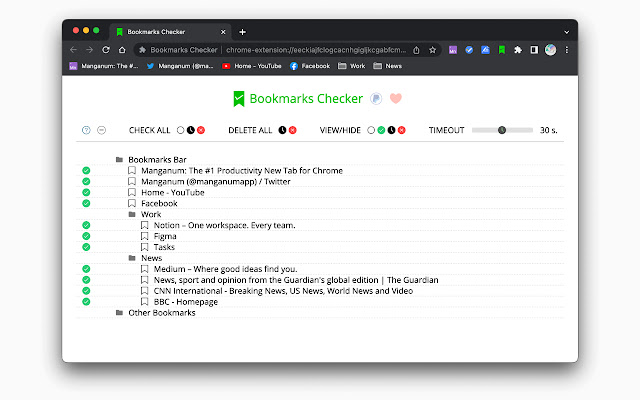 Bookmarks Checker
Bookmarks Checker | chrome-extension://eeckiajfclogcacnhgigljkcgabfcm...
Manganum: The #... Manganum (@ma... Home - YouTube Facebook Work News
Bookmarks Checker
CHECK ALL DELETE ALL VIEW/HIDE TIMEOUT 30 s.
Bookmarks Bar
Manganum: The #1 Productivity New Tab for Chrome
Manganum (@manganumapp) / Twitter
Home - YouTube
Facebook
Work
Notion – One workspace. Every team.
Figma
Tasks
News
Medium – Where good ideas find you.
News, sport and opinion from the Guardian's global edition | The Guardian
CNN International - Breaking News, US News, World News and Video
BBC - Homepage
Other Bookmarks